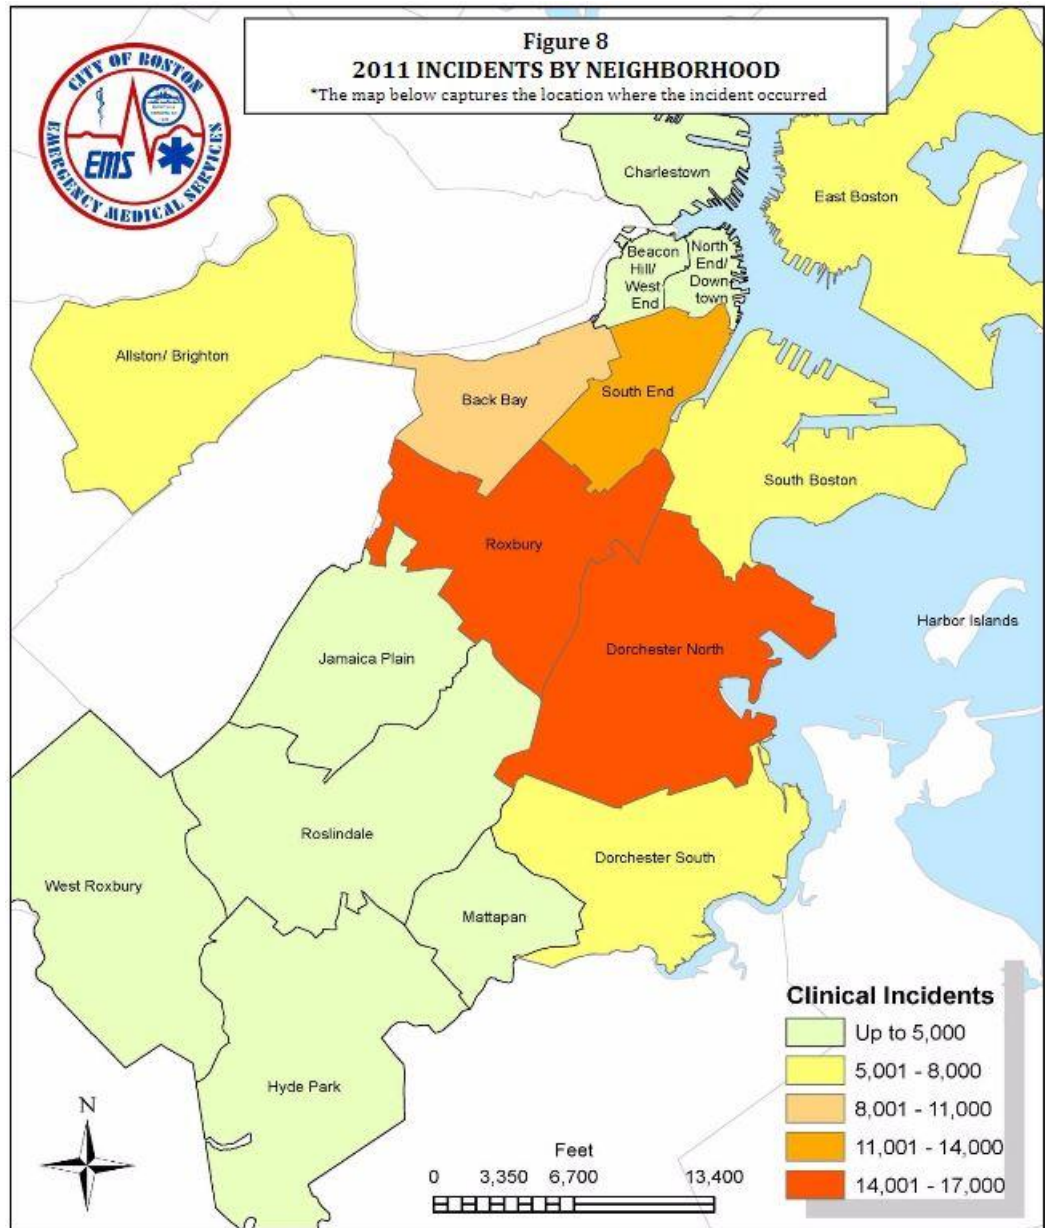 Figure 8
2011 INCIDENTS BY NEIGHBORHOOD
*The map below captures the location where the incident occurred
CITY OF BOSTON
EMS
EMERGENCY MEDICAL SERVICES
Charlestown
East Boston
Beacon
Hill/
West
End
North
End/
Down
town
Allston/ Brighton
Back Bay
South End
South Boston
Roxbury
Harbor Islands
Dorchester North
Jamaica Plain
Roslindale
Dorchester South
West Roxbury
Mattapan
Hyde Park
Clinical Incidents
Up to 5,000
5,001 - 8,000
8,001 - 11,000
11,001 - 14,000
14,001 - 17,000
N
Feet
0 3,350 6,700 13,400